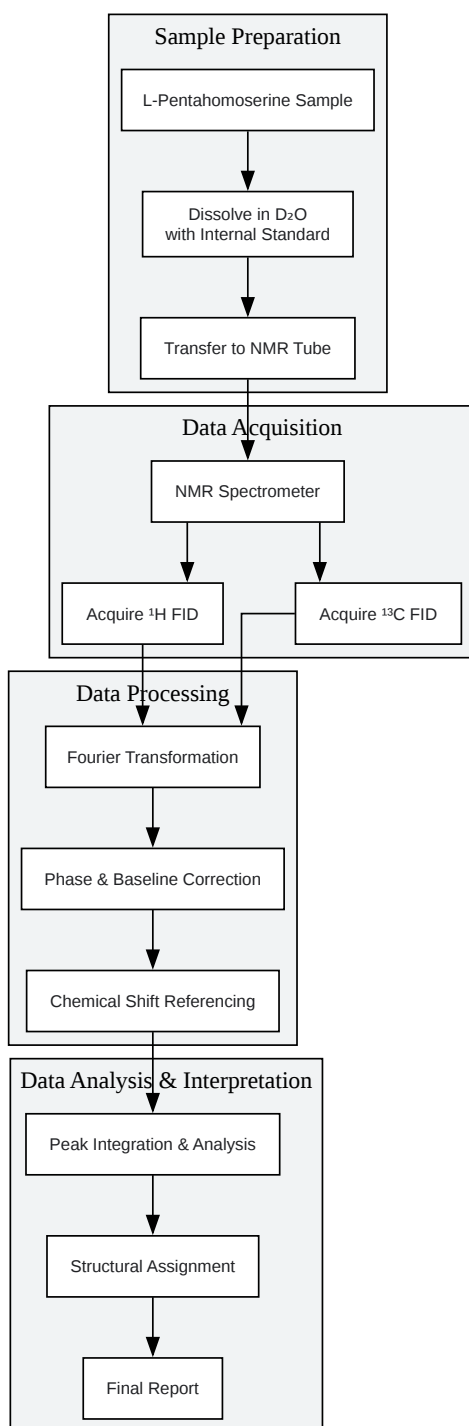 Sample Preparation
L-Pentahomoserine Sample
Dissolve in D₂O
with Internal Standard
Transfer to NMR Tube
Data Acquisition
NMR Spectrometer
Acquire ¹H FID
Acquire ¹³C FID
Data Processing
Fourier Transformation
Phase & Baseline Correction
Chemical Shift Referencing
Data Analysis & Interpretation
Peak Integration & Analysis
Structural Assignment
Final Report